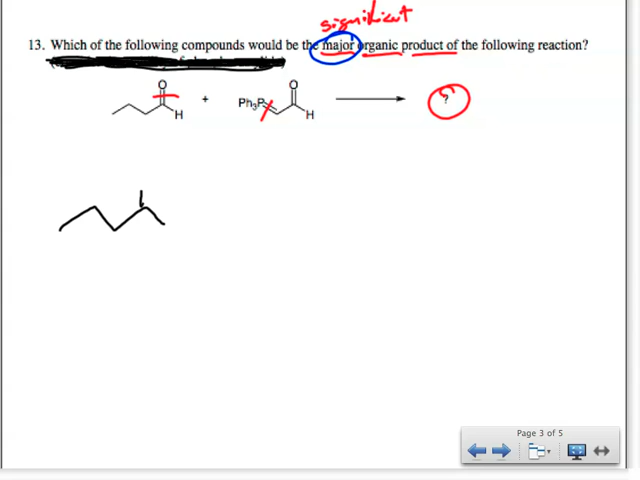 significant
13. Which of the following compounds would be the major organic product of the following reaction?
O
H
+
Ph3P
O
H
?
Page 3 of 5